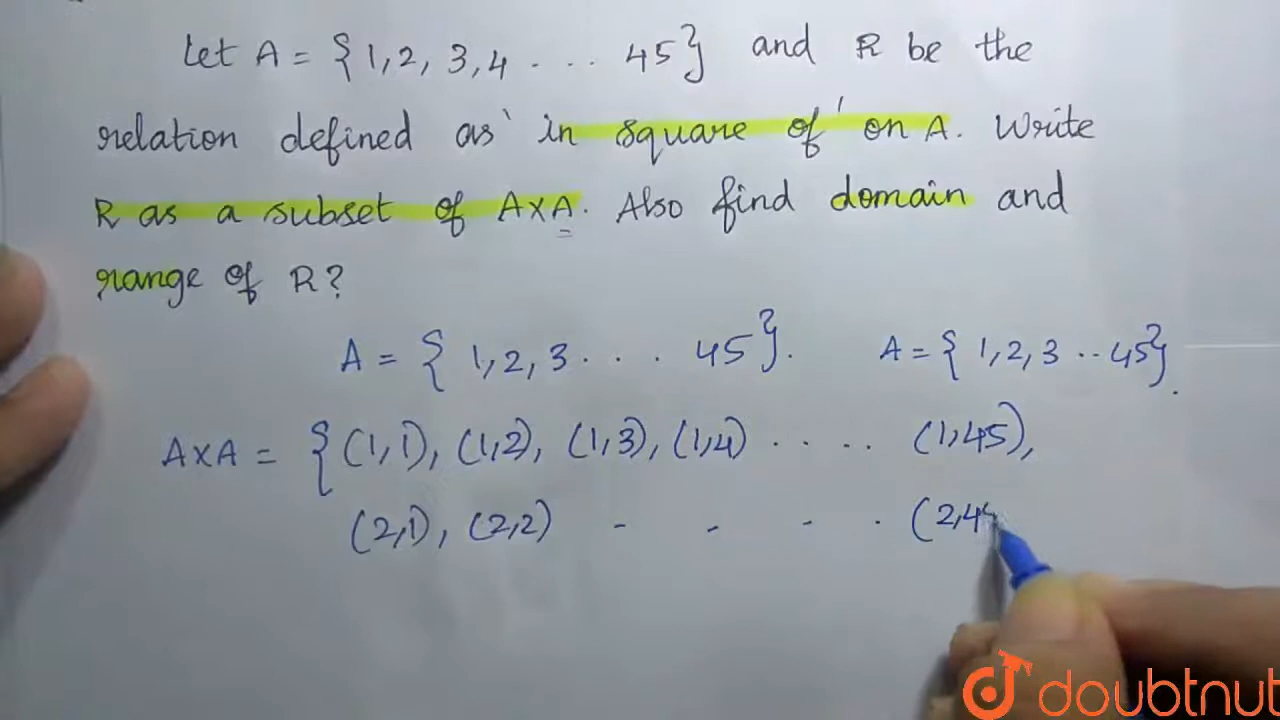 Let A = {1, 2, 3, 4 . . . 45} and R be the
relation defined as ' in square of ' on A. Write
R as a subset of A×A. Also find domain and
range of R?
A = { 1, 2, 3 . . . 45}. A = { 1, 2, 3 .. 45}.
A×A = { (1,1), (1,2), (1,3), (1,4) . . . . . (1,45),
(2,1), (2,2) - - - . (2,4
doubtnut